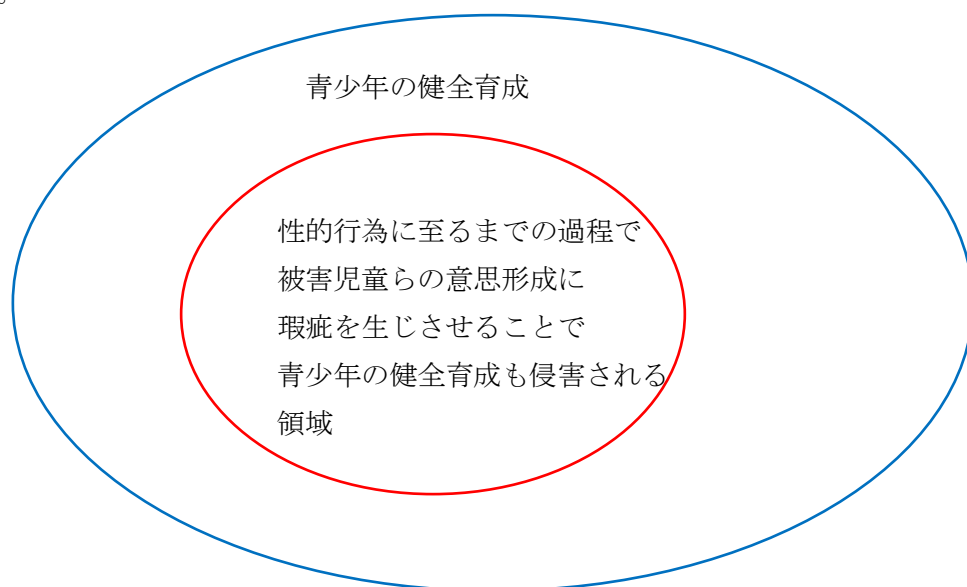 。
青少年の健全育成
性的行為に至るまでの過程で
被害児童らの意思形成に
瑕疵を生じさせることで
青少年の健全育成も侵害される
領域